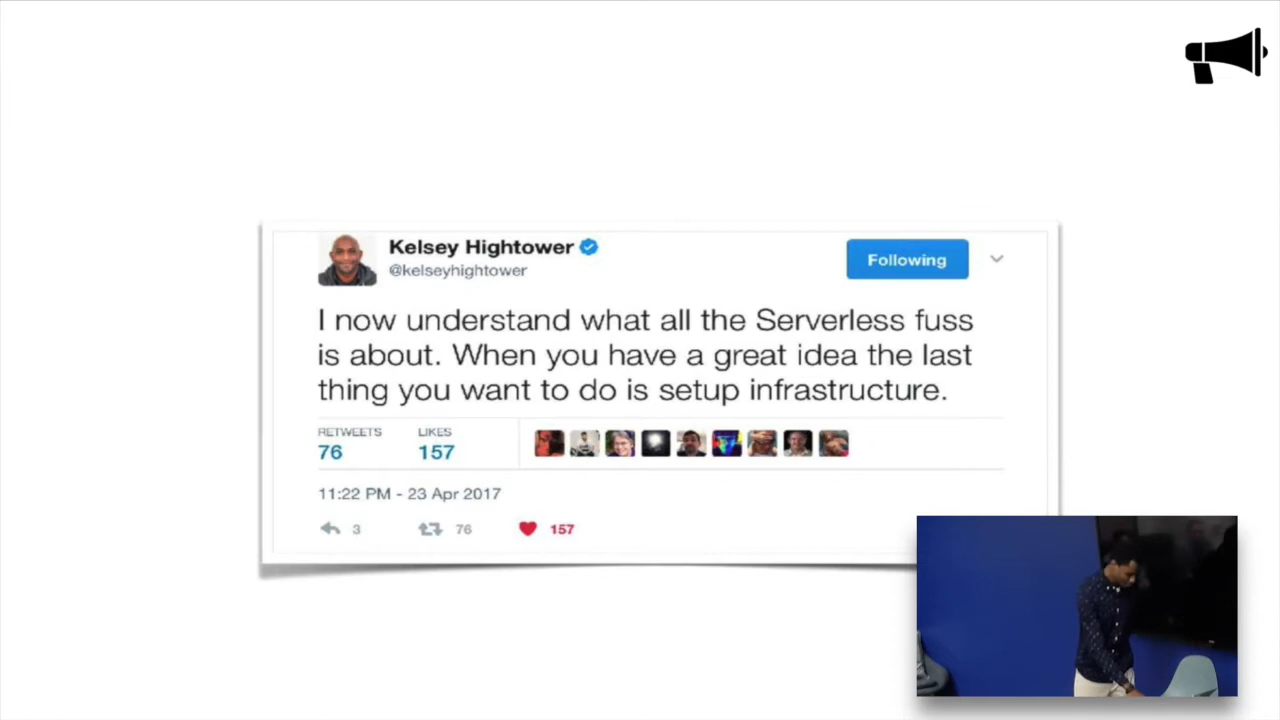 Kelsey Hightower
@kelseyhightower
Following
I now understand what all the Serverless fuss
is about. When you have a great idea the last
thing you want to do is setup infrastructure.
RETWEETS LIKES
76 157
11:22 PM - 23 Apr 2017
3 76 157